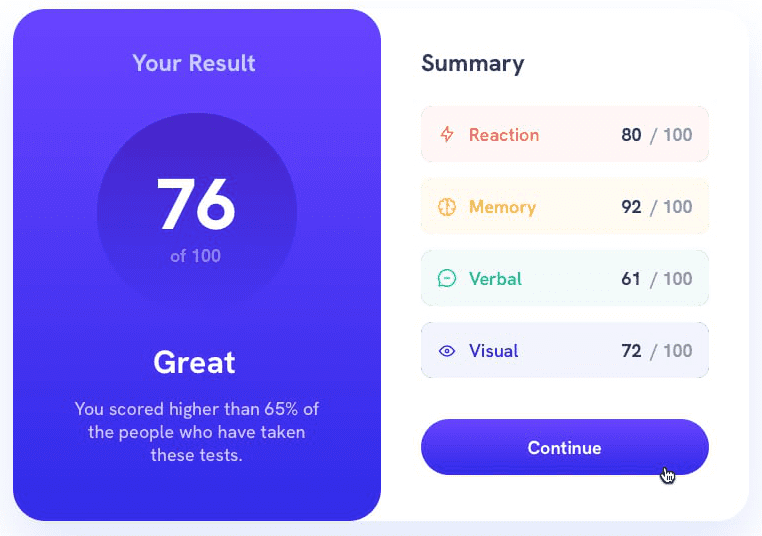 Your Result
76
of 100
Great
You scored higher than 65% of
the people who have taken
these tests.
Summary
Reaction 80 / 100
Memory 92 / 100
Verbal 61 / 100
Visual 72 / 100
Continue